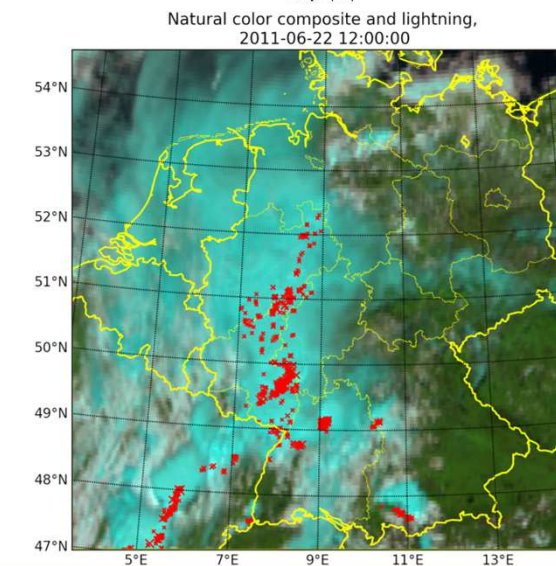 Natural color composite and lightning,
2011-06-22 12:00:00
54°N
53°N
52°N
51°N
50°N
49°N
48°N
47°N
5°E 7°E 9°E 11°E 13°E